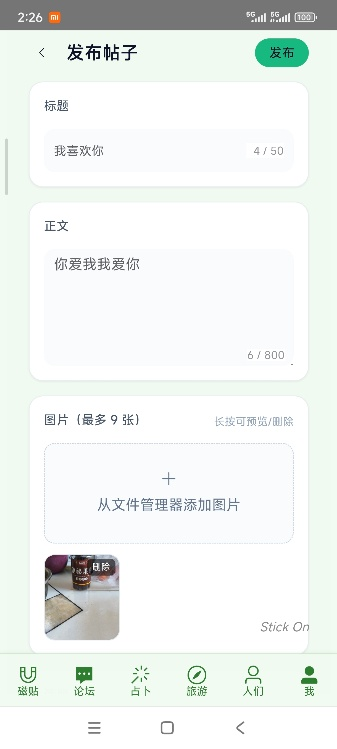 2:26
5G 5G 100
发布帖子
发布
标题
我喜欢你
4 / 50
正文
你爱我我爱你
6 / 800
图片（最多 9 张）
长按可预览/删除
从文件管理器添加图片
删除
Stick On
磁贴 论坛 占卜 旅游 人们 我